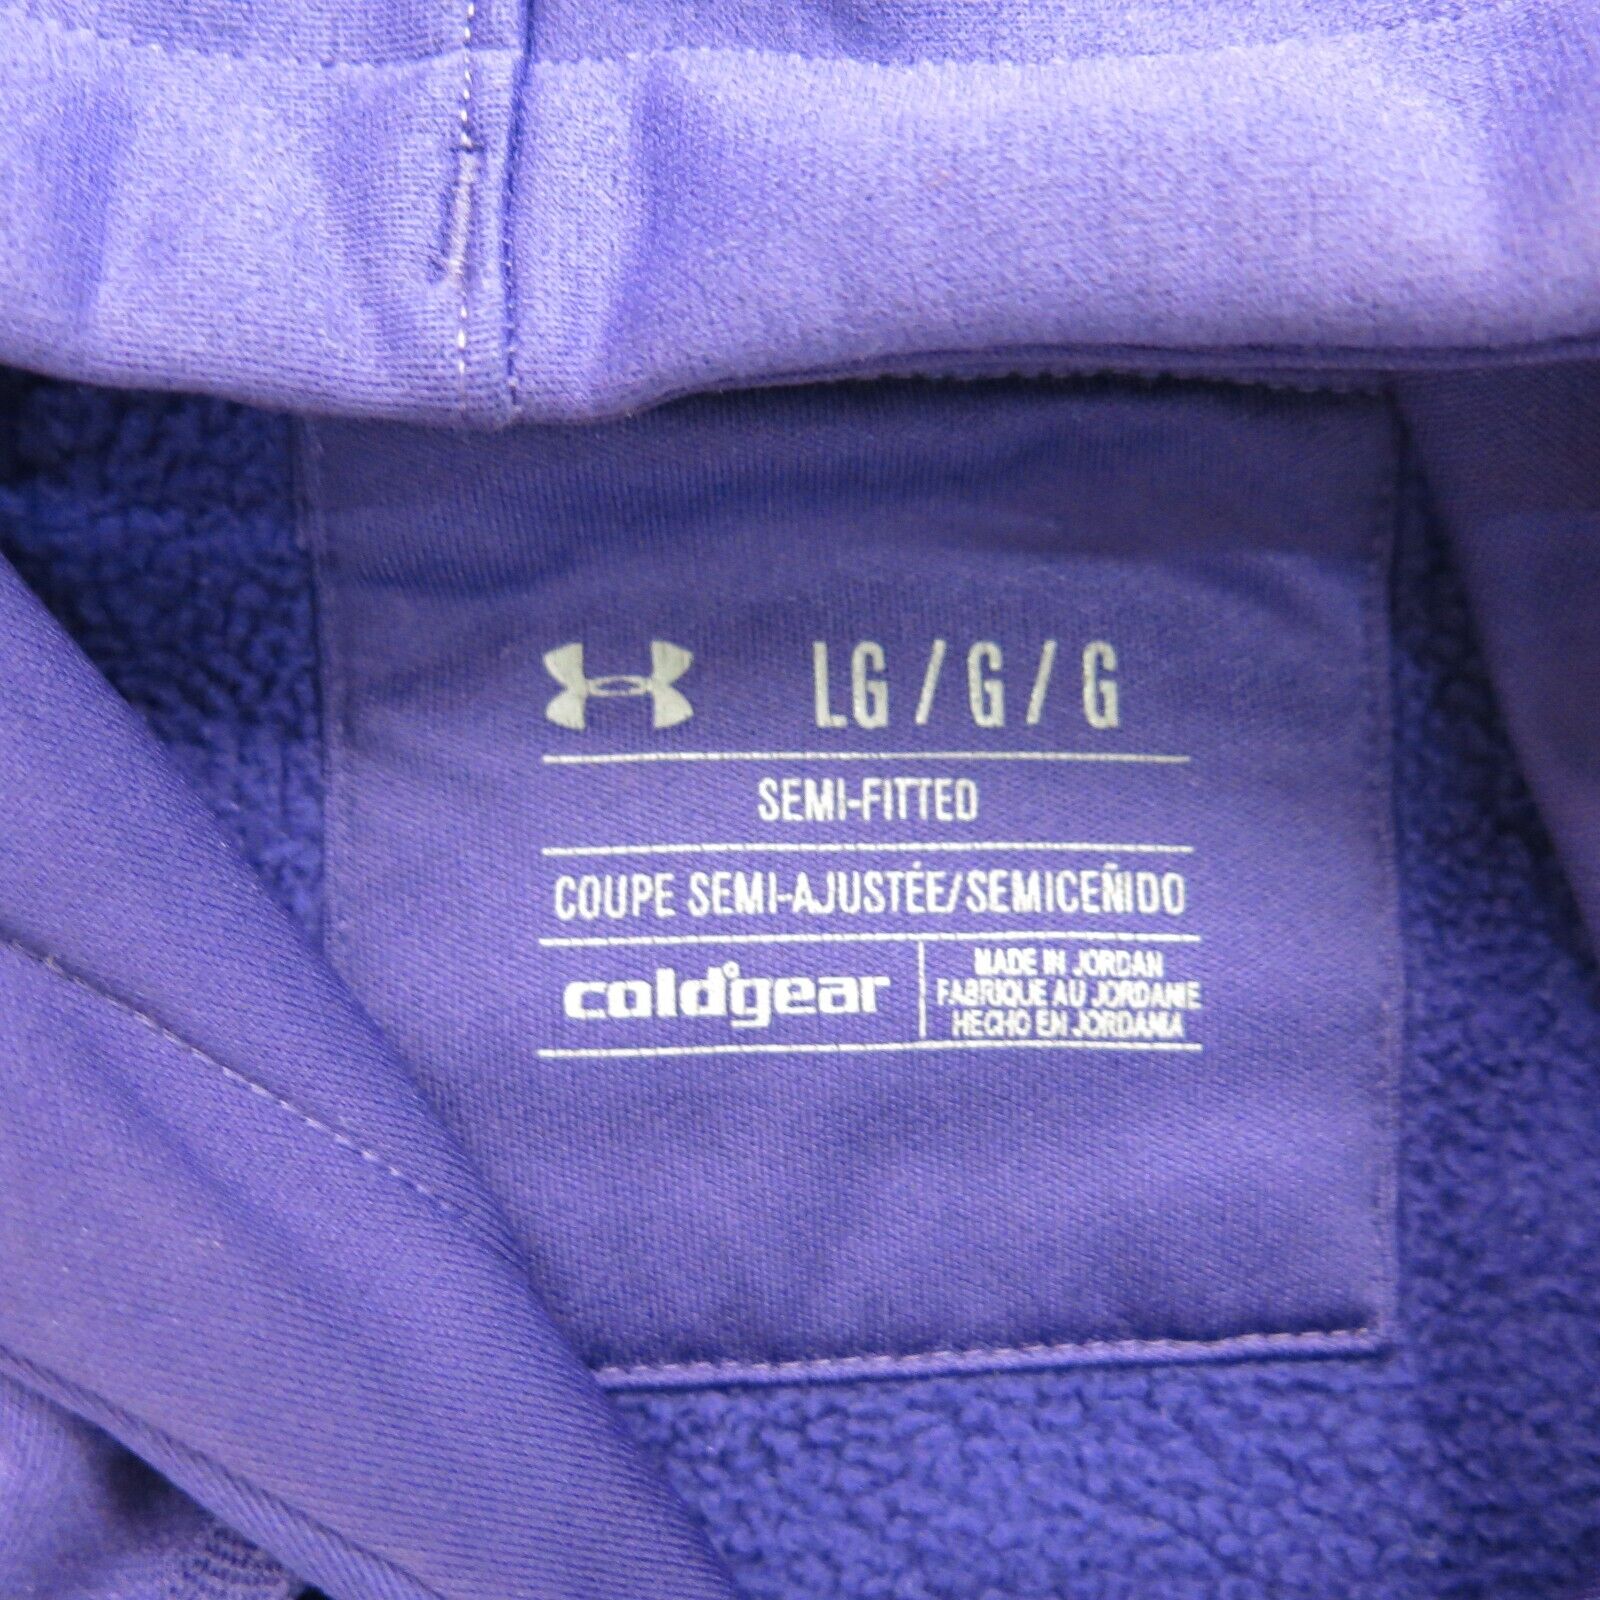 LG / G / G
SEMI-FITTED
COUPE SEMI-AJUSTÉE/SEMICEÑIDO
coldgear
MADE IN JORDAN
FABRIQUE AU JORDANIE
HECHO EN JORDANIA